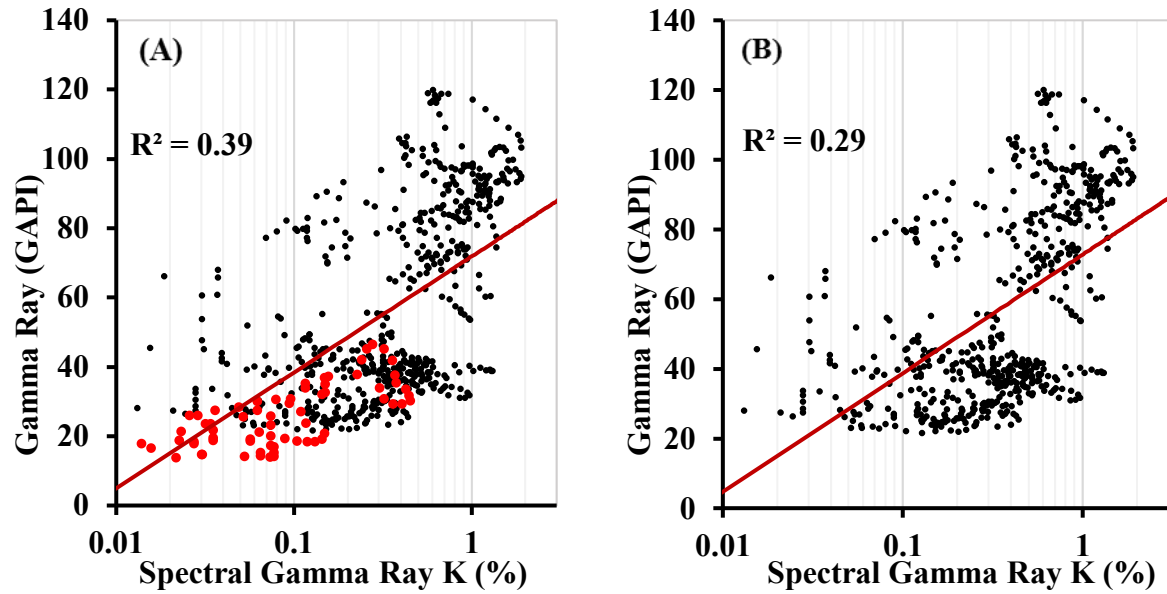 (A)
R² = 0.39
Gamma Ray (GAPI)
140
120
100
80
60
40
20
0
0.01 0.1 1
Spectral Gamma Ray K (%)
(B)
R² = 0.29
Gamma Ray (GAPI)
140
120
100
80
60
40
20
0
0.01 0.1 1
Spectral Gamma Ray K (%)